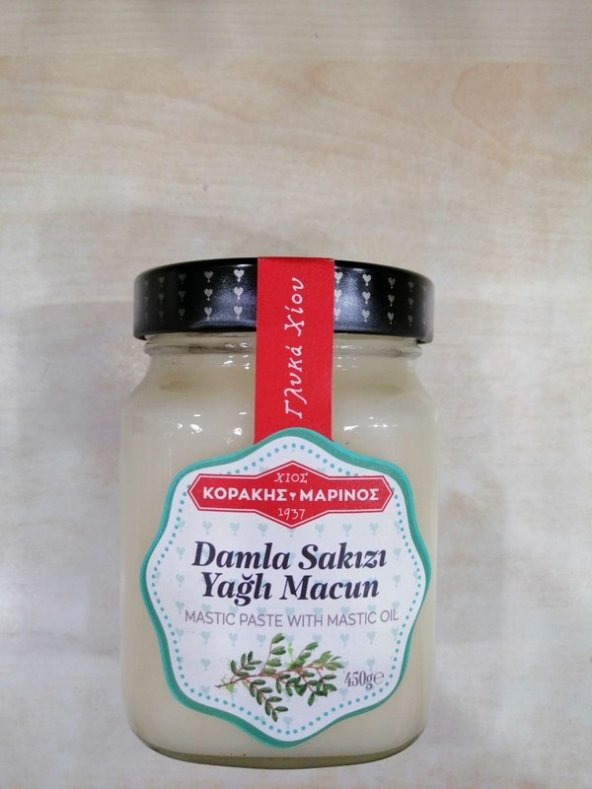 Γλυκά Χίου
ΧΙΟΣ
ΚΟΡΑΚΗΣ ΜΑΡΙΝΟΣ
1937
Damla Sakızı
Yağlı Macun
MASTIC PASTE WITH MASTIC OIL
450g℮